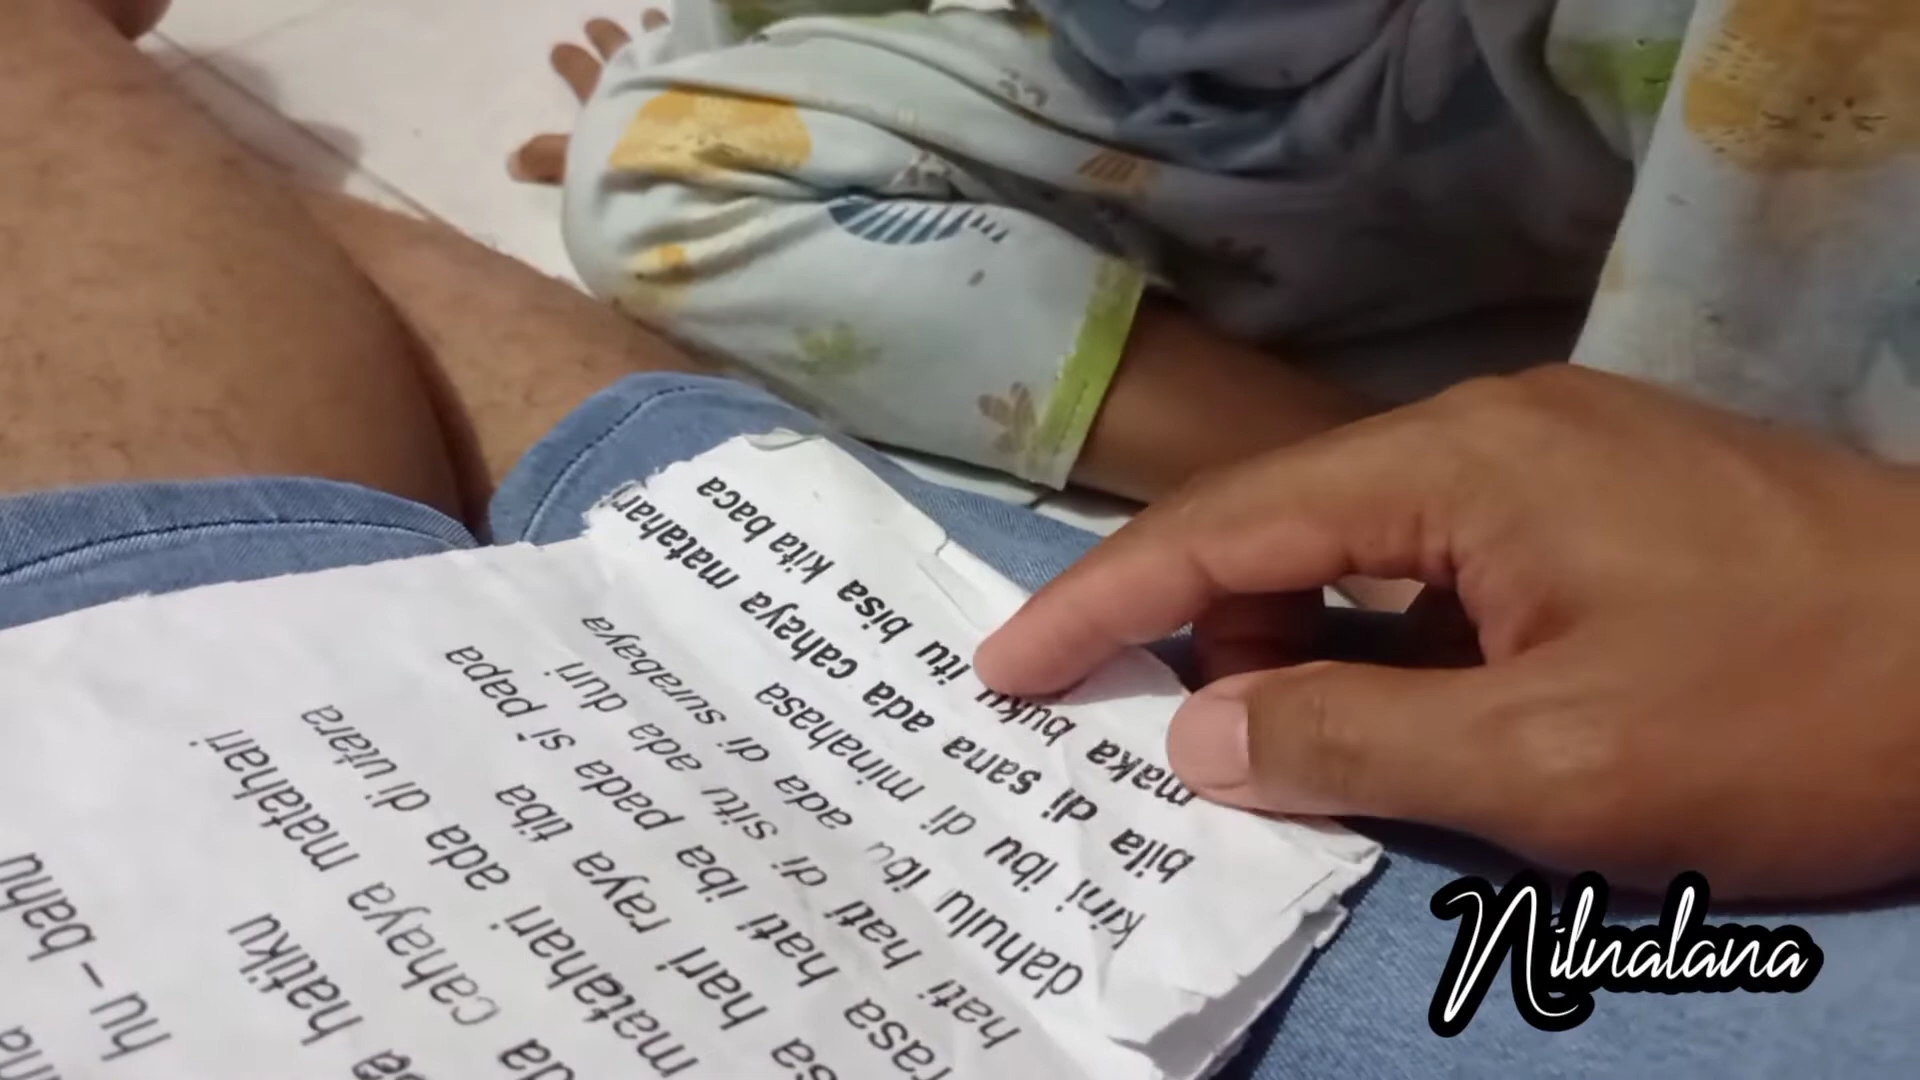 hu – bahu
hatiku
cahaya matahari
matahari ada di utara
hari raya tiba
rasa hati iba pada si papa
hati di situ ada duri
dahulu ibu ada di surabaya
kini ibu di minahasa
bila di sana ada cahaya matahari
maka buku itu bisa kita baca
Nilnalana